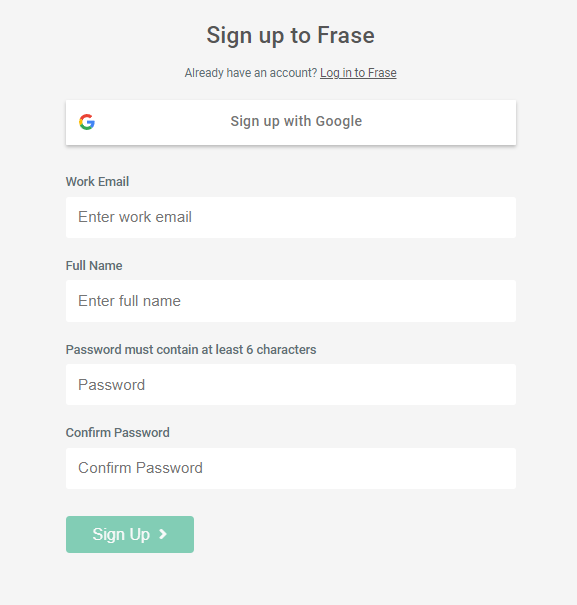 Sign up to Frase
Already have an account? Log in to Frase
Sign up with Google
Work Email
Enter work email
Full Name
Enter full name
Password must contain at least 6 characters
Password
Confirm Password
Confirm Password
Sign Up